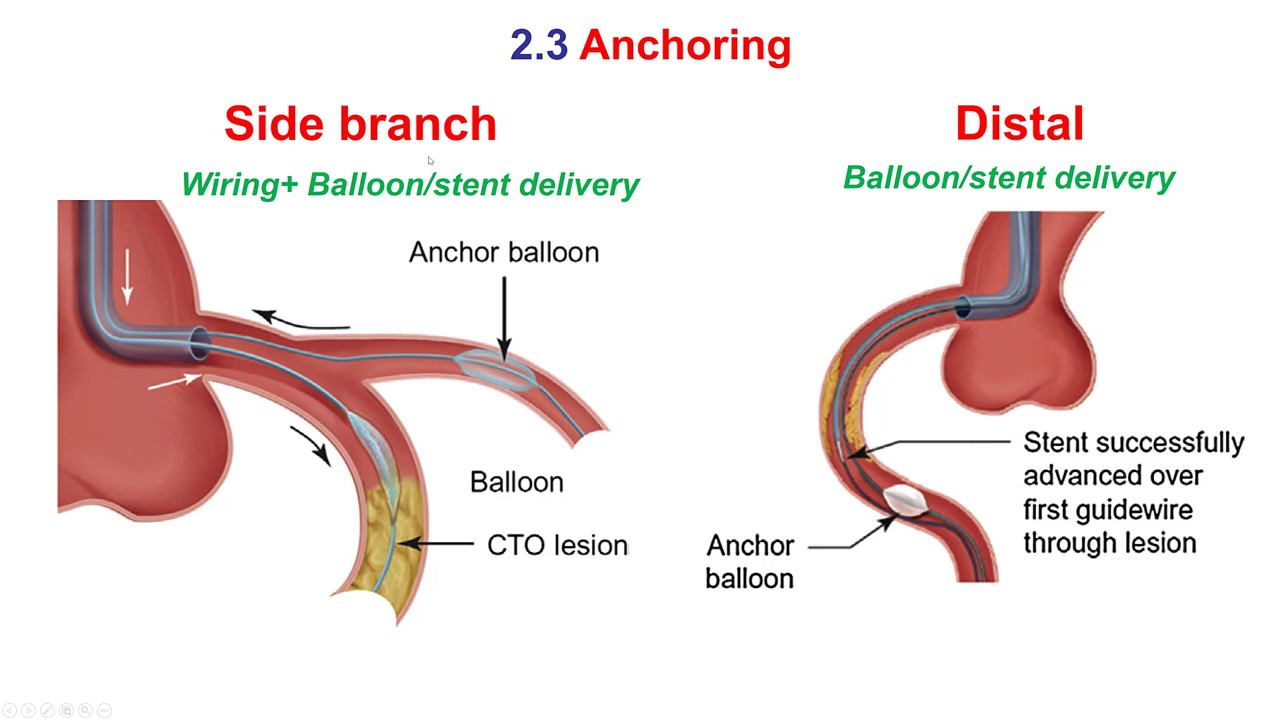 2.3 Anchoring
Side branch
Wiring+ Balloon/stent delivery
Anchor balloon
Balloon
CTO lesion
Distal
Balloon/stent delivery
Stent successfully
advanced over
first guidewire
through lesion
Anchor
balloon